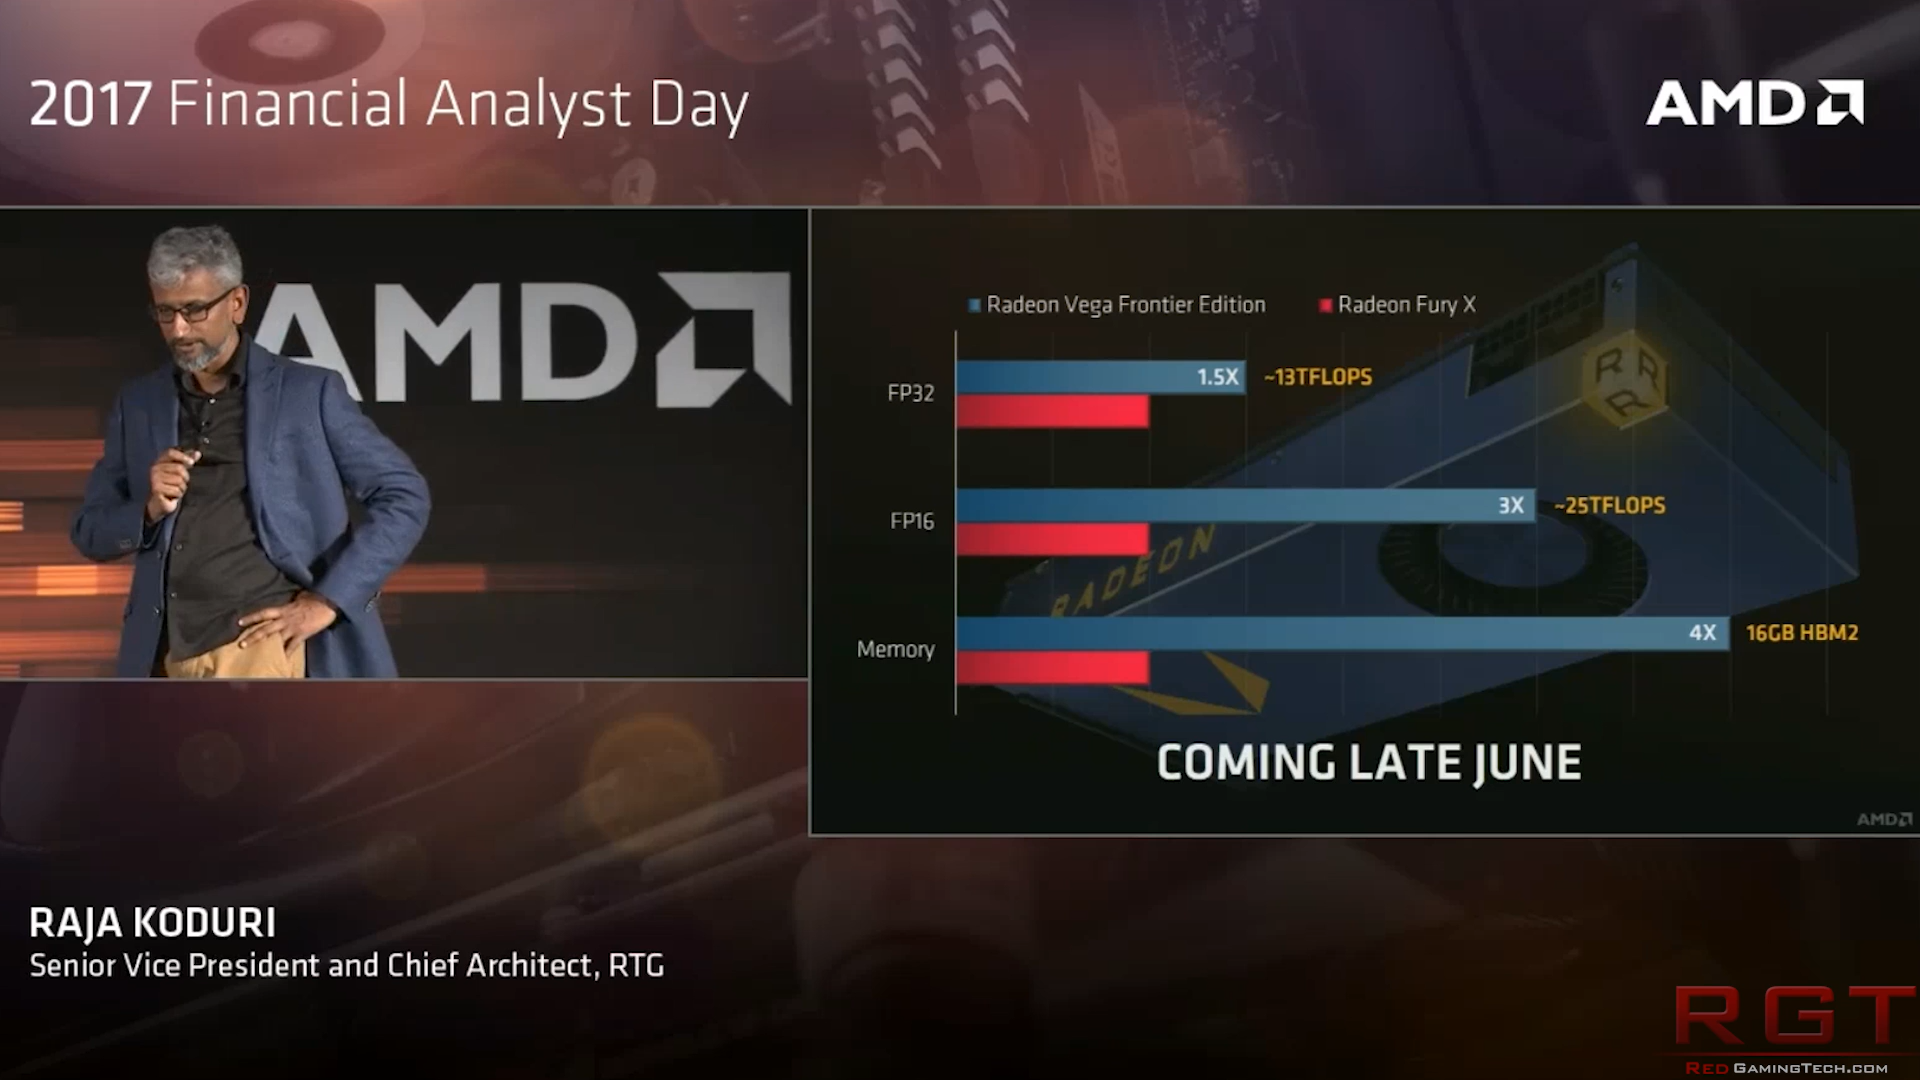 2017 Financial Analyst Day
AMD
AMD
Radeon Vega Frontier Edition
Radeon Fury X
FP32
1.5X
~13TFLOPS
FP16
3X
~25TFLOPS
Memory
4X
16GB HBM2
R R R
RADEON
COMING LATE JUNE
AMD
RAJA KODURI
Senior Vice President and Chief Architect, RTG
RGT
REDGAMINGTECH.COM